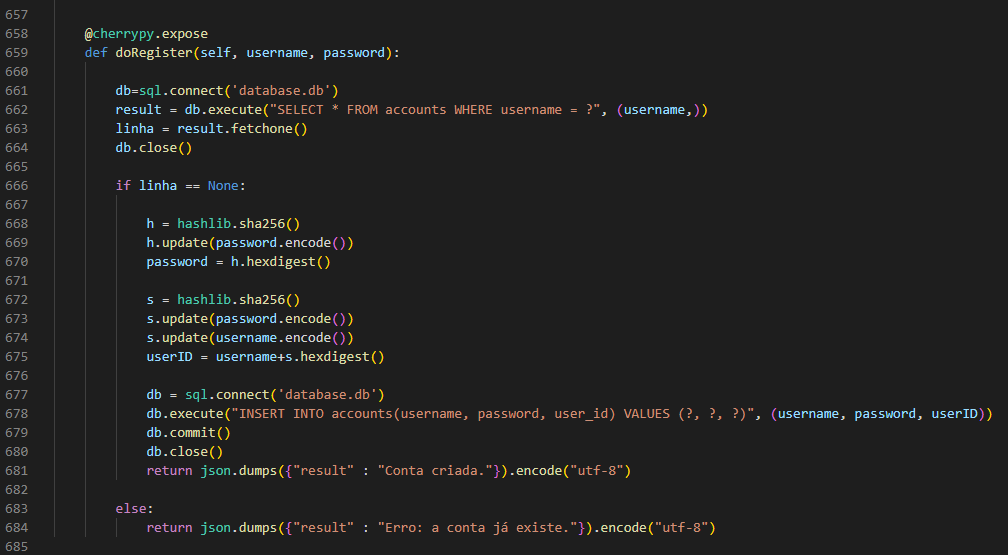 657
658 @cherrypy.expose
659 def doRegister(self, username, password):
660
661 db=sql.connect('database.db')
662 result = db.execute("SELECT * FROM accounts WHERE username = ?", (username,))
663 linha = result.fetchone()
664 db.close()
665
666 if linha == None:
667
668 h = hashlib.sha256()
669 h.update(password.encode())
670 password = h.hexdigest()
671
672 s = hashlib.sha256()
673 s.update(password.encode())
674 s.update(username.encode())
675 userID = username+s.hexdigest()
676
677 db = sql.connect('database.db')
678 db.execute("INSERT INTO accounts(username, password, user_id) VALUES (?, ?, ?)", (username, password, userID))
679 db.commit()
680 db.close()
681 return json.dumps({"result" : "Conta criada."}).encode("utf-8")
682
683 else:
684 return json.dumps({"result" : "Erro: a conta já existe."}).encode("utf-8")
685